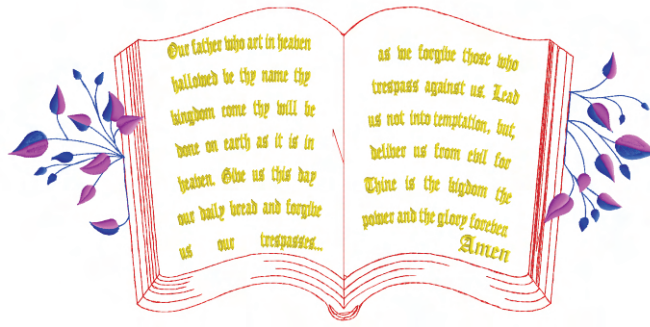 Our father who art in heaven
hallowed be thy name thy
kingdom come thy will be
done on earth as it is in
heaven. Give us this day
our daily bread and forgive
us our trespasses...
as we forgive those who
trespass against us. Lead
us not into temptation, but,
deliver us from evil for
Thine is the kigdom the
power and the glory forever
Amen